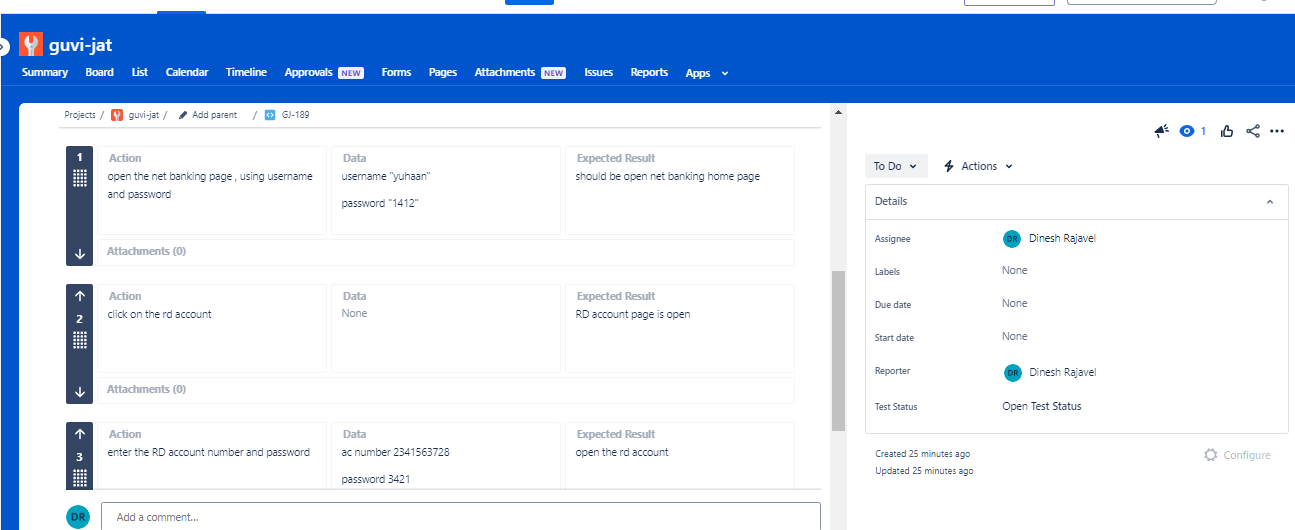 guvi-jat
Summary Board List Calendar Timeline Approvals NEW Forms Pages Attachments NEW Issues Reports Apps
Projects / guvi-jat / Add parent / GJ-189
1
Action
open the net banking page , using username
and password
Data
username "yuhaan"
password "1412"
Expected Result
should be open net banking home page
Attachments (0)
2
Action
click on the rd account
Data
None
Expected Result
RD account page is open
Attachments (0)
3
Action
enter the RD account number and password
Data
ac number 2341563728
password 3421
Expected Result
open the rd account
DR
Add a comment...
1
To Do
Actions
Details
Assignee DR Dinesh Rajavel
Labels None
Due date None
Start date None
Reporter DR Dinesh Rajavel
Test Status Open Test Status
Created 25 minutes ago
Updated 25 minutes ago
Configure